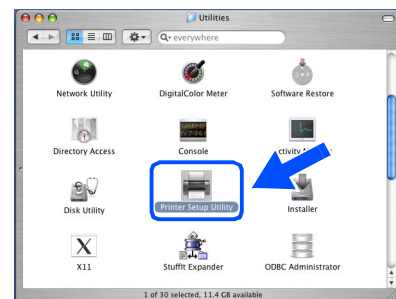 Utilities
everywhere
Network Utility
DigitalColor Meter
Software Restore
Directory Access
Console
ctivity
Disk Utility
Printer Setup Utility
Installer
X11
StuffIt Expander
ODBC Administrator
1 of 30 selected, 11.4 GB available